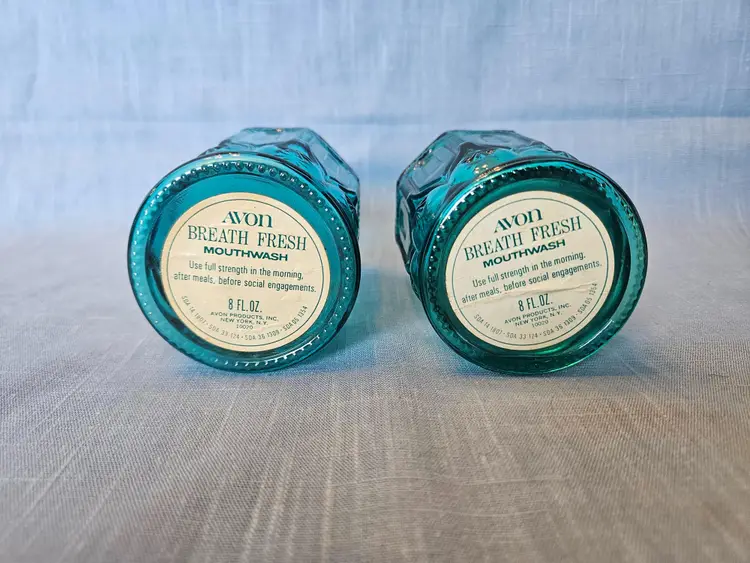 AVON
BREATH FRESH
MOUTHWASH
Use full strength in the morning,
after meals, before social engagements.
8 FL.OZ.
AVON PRODUCTS, INC.
NEW YORK, N.Y.
10020
AVON
BREATH FRESH
MOUTHWASH
Use full strength in the morning,
after meals, before social engagements.
8 FL.OZ.
AVON PRODUCTS, INC.
NEW YORK, N.Y.
10020